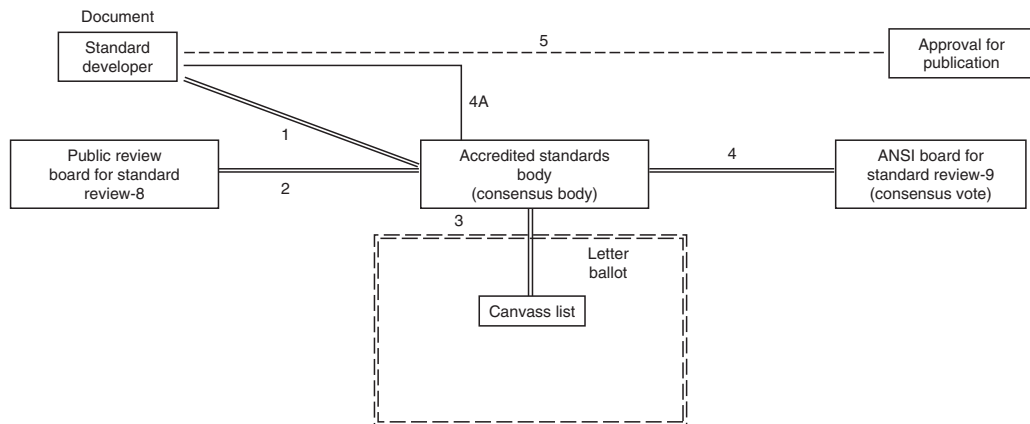 Document
Standard
developer
5
Approval for
publication
4A
1
Public review
board for standard
review-8
2
Accredited standards
body
(consensus body)
4
ANSI board for
standard review-9
(consensus vote)
3
Letter
ballot
Canvass list